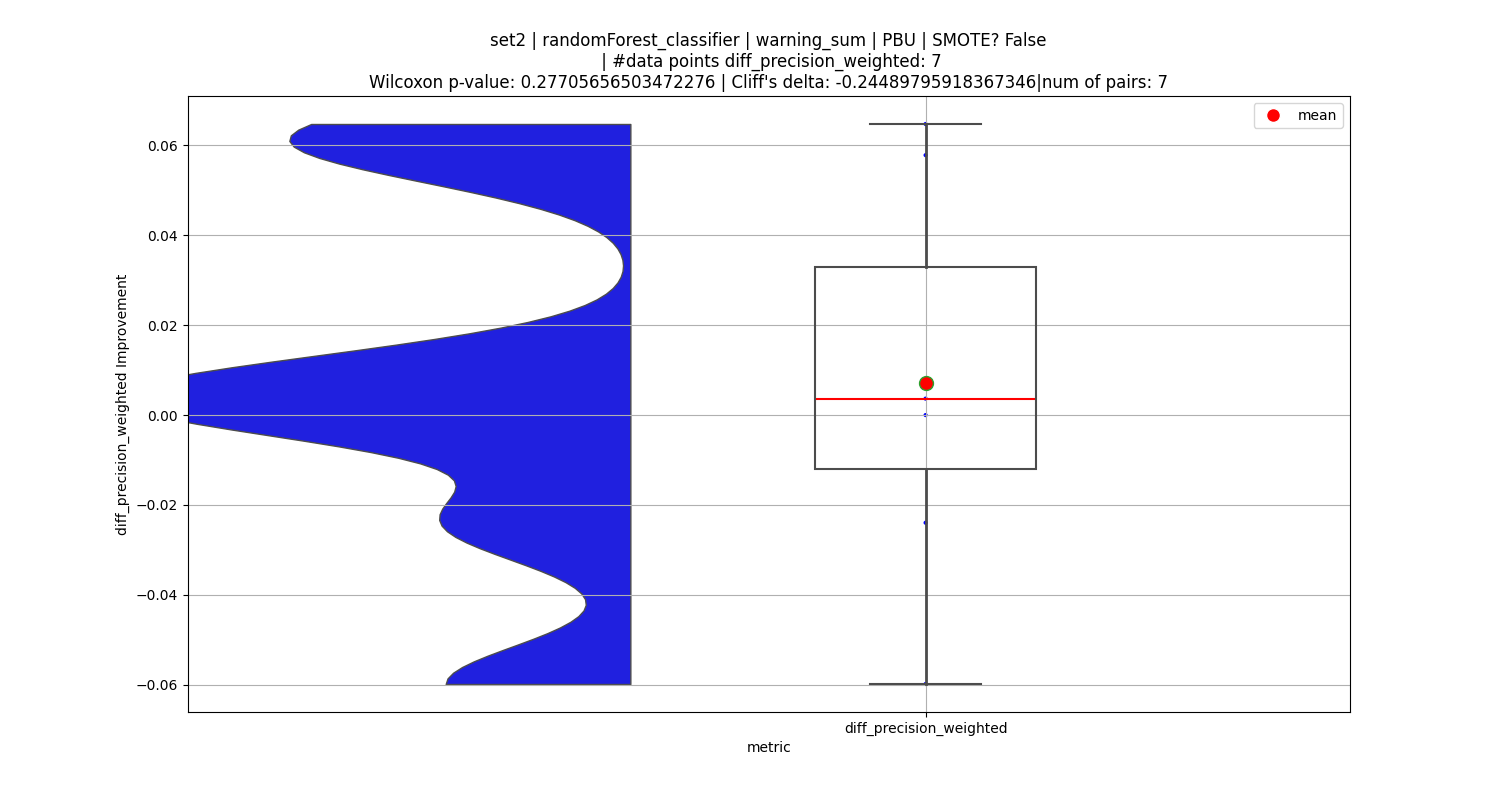 set2 | randomForest_classifier | warning_sum | PBU | SMOTE? False
| #data points diff_precision_weighted: 7
Wilcoxon p-value: 0.27705656503472276 | Cliff's delta: -0.24489795918367346|num of pairs: 7
mean
0.06
0.04
0.02
0.00
−0.02
−0.04
−0.06
diff_precision_weighted Improvement
diff_precision_weighted
metric